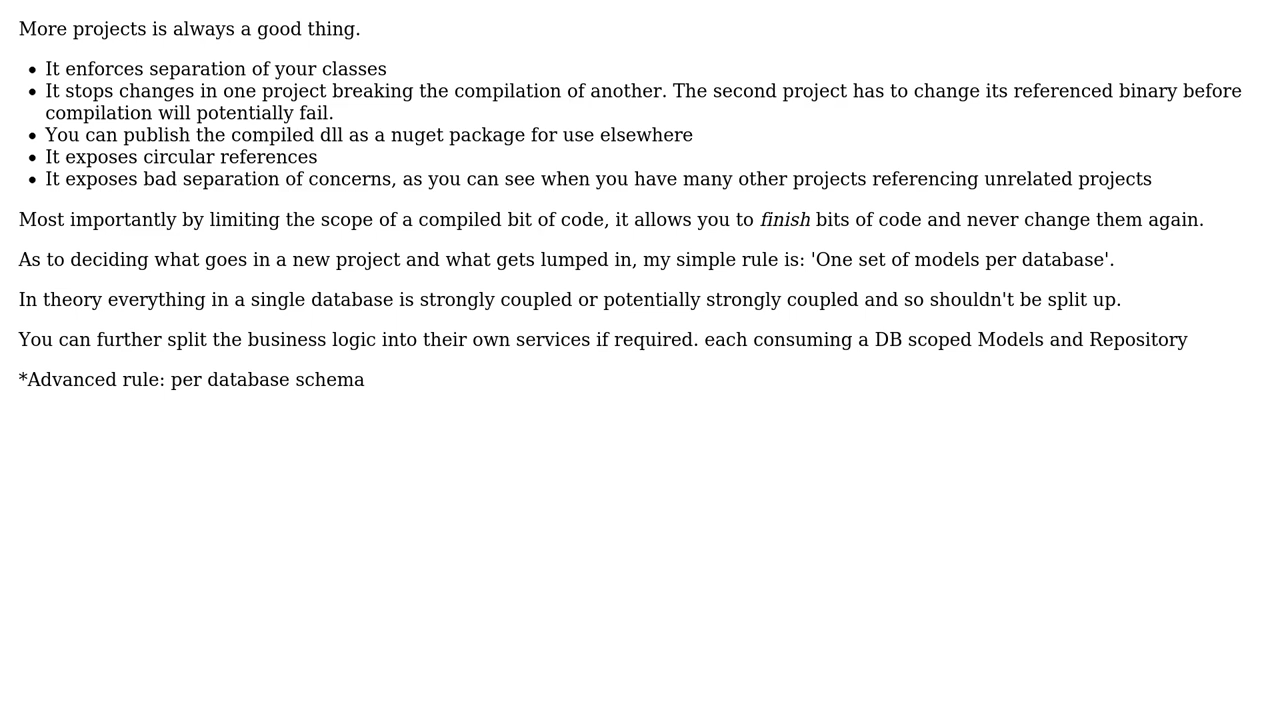 More projects is always a good thing.
• It enforces separation of your classes
• It stops changes in one project breaking the compilation of another. The second project has to change its referenced binary before
compilation will potentially fail.
• You can publish the compiled dll as a nuget package for use elsewhere
• It exposes circular references
• It exposes bad separation of concerns, as you can see when you have many other projects referencing unrelated projects
Most importantly by limiting the scope of a compiled bit of code, it allows you to finish bits of code and never change them again.
As to deciding what goes in a new project and what gets lumped in, my simple rule is: 'One set of models per database'.
In theory everything in a single database is strongly coupled or potentially strongly coupled and so shouldn't be split up.
You can further split the business logic into their own services if required. each consuming a DB scoped Models and Repository
*Advanced rule: per database schema